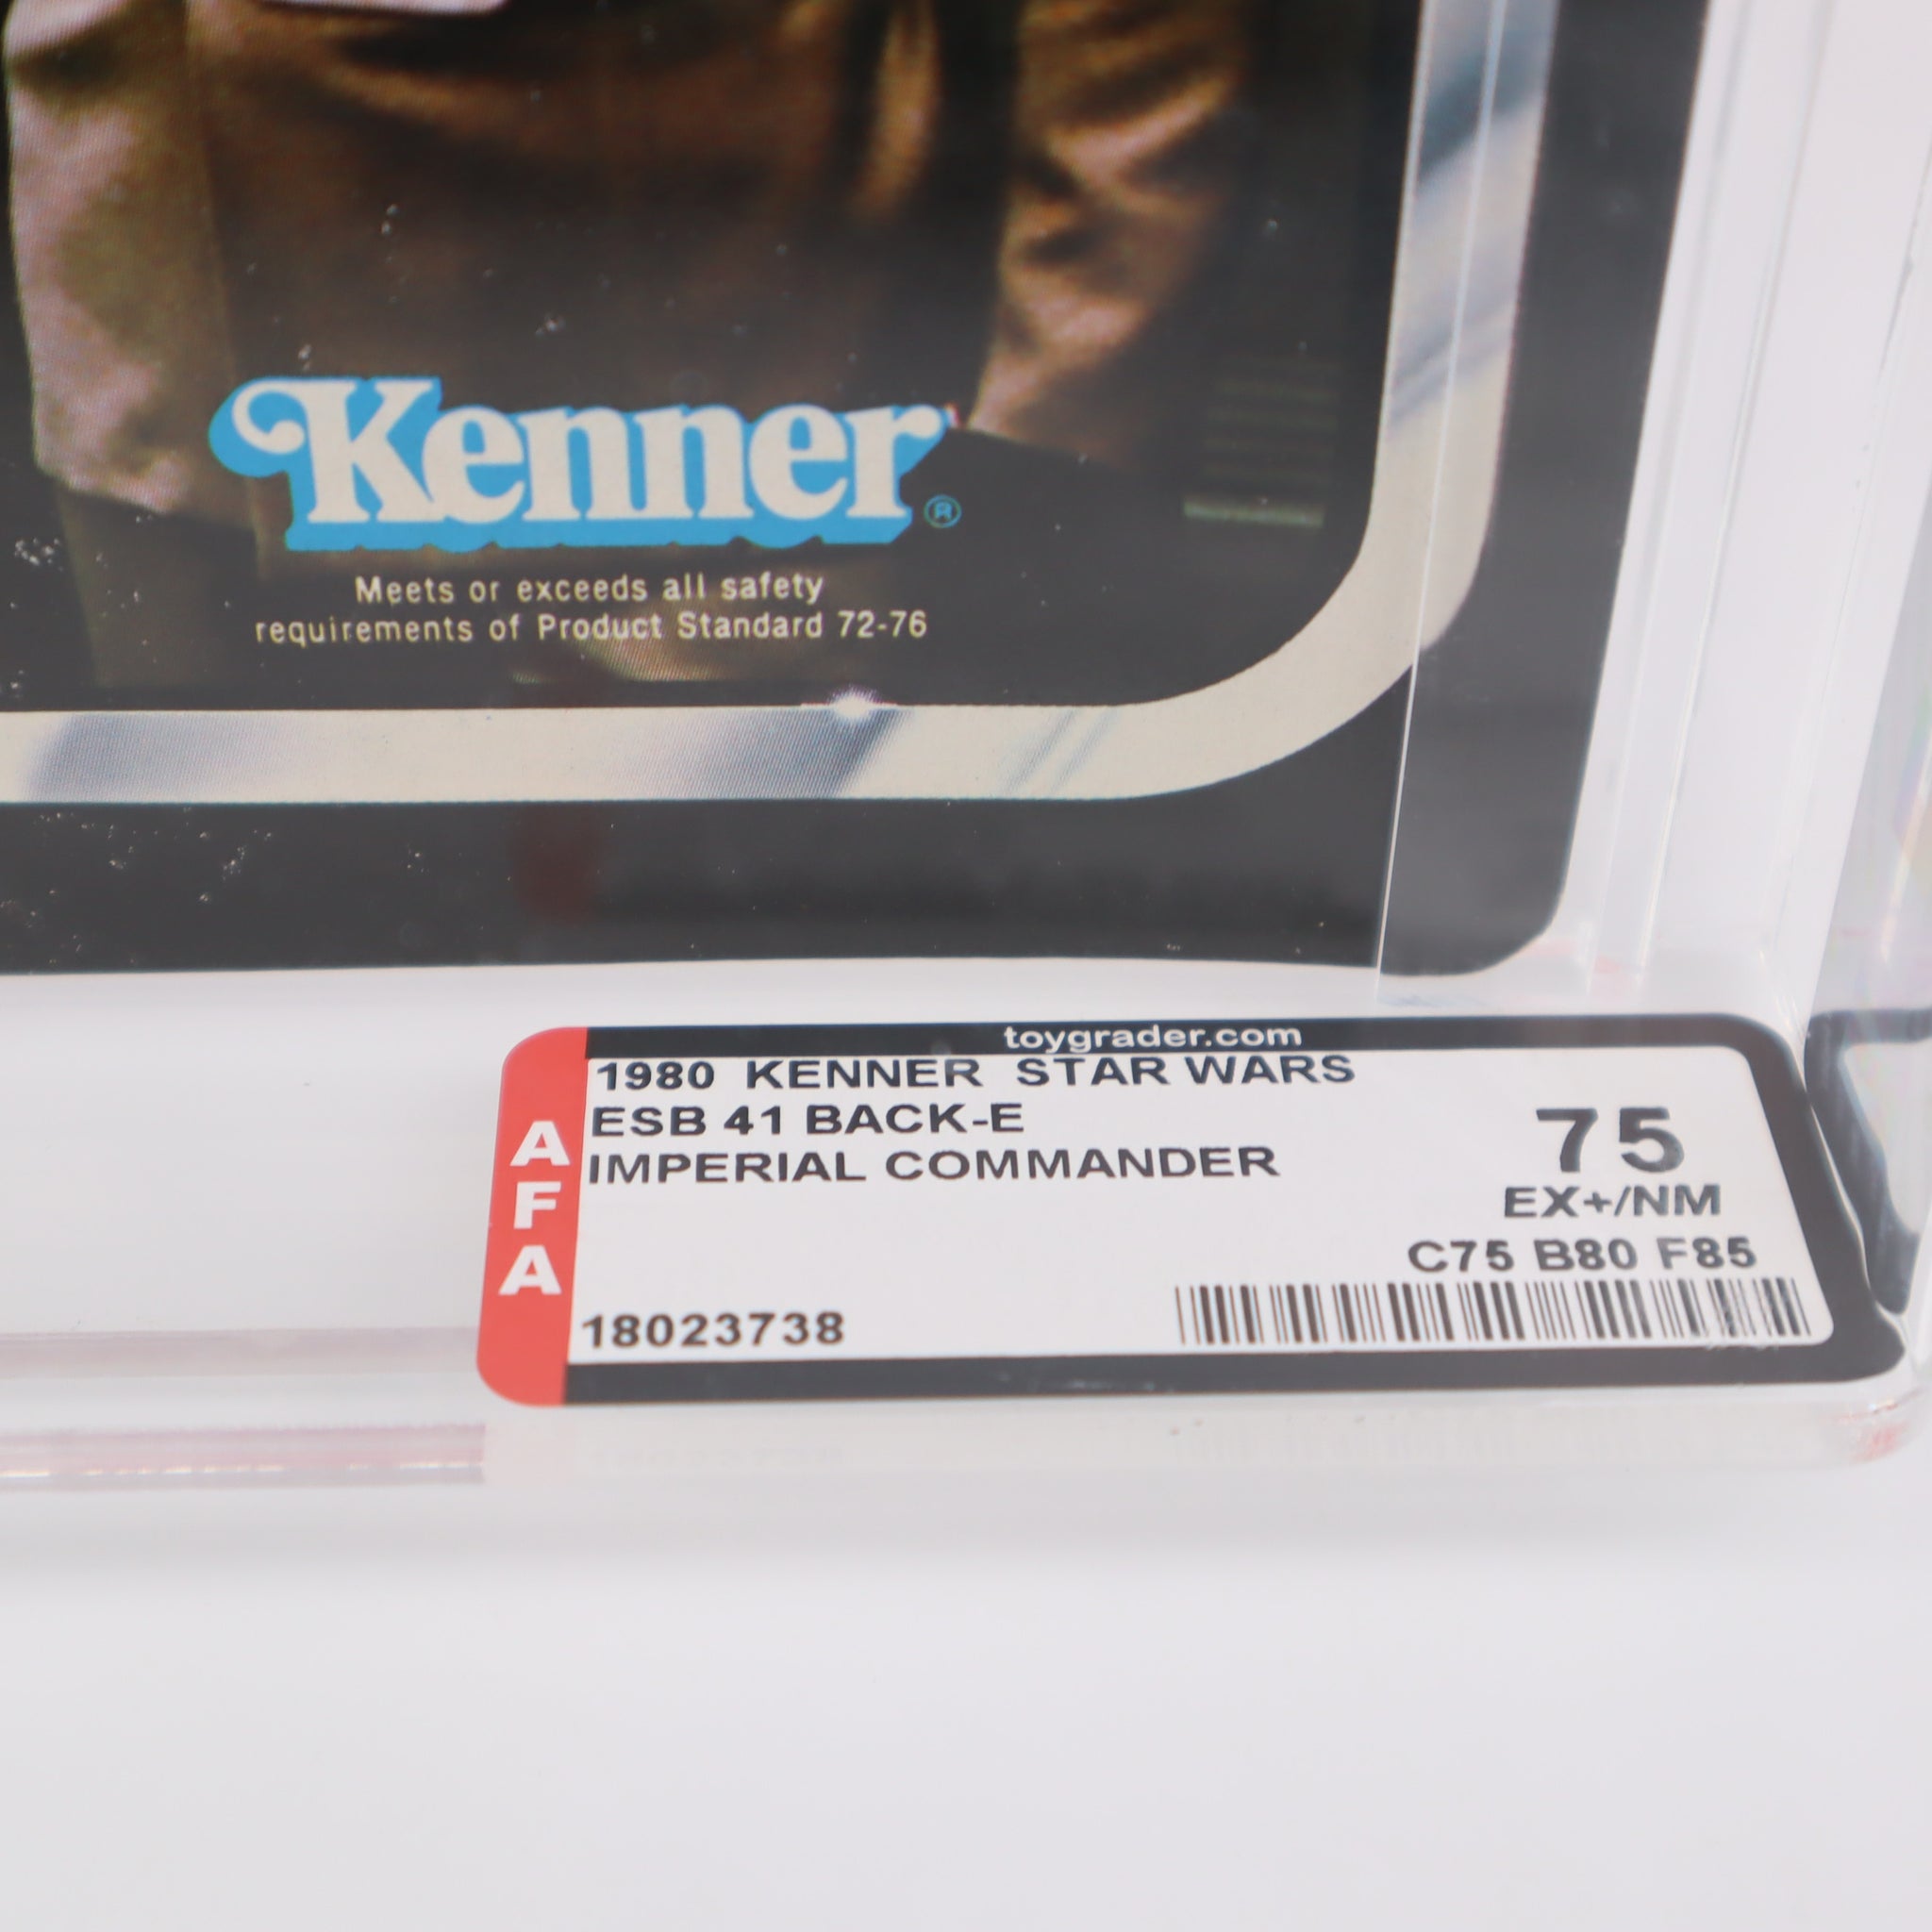 Kenner®
Meets or exceeds all safety
requirements of Product Standard 72-76
toygrader.com
AFA
1980 KENNER STAR WARS
ESB 41 BACK-E
IMPERIAL COMMANDER
75
EX+/NM
C75 B80 F85
18023738